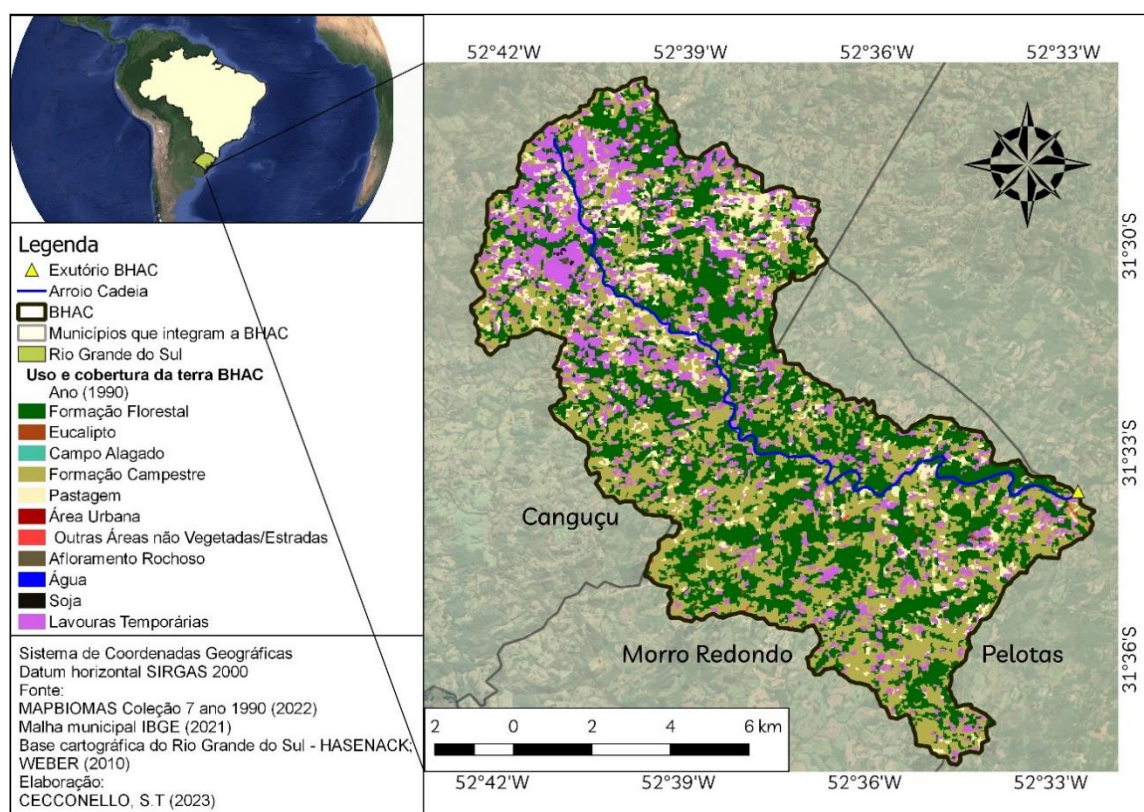 52°42'W 52°39'W 52°36'W 52°33'W
31°30'S
31°33'S
31°36'S
Canguçu
Morro Redondo
Pelotas
2 0 2 4 6 km
52°42'W 52°39'W 52°36'W 52°33'W
Legenda
Exutório BHAC
Arroio Cadeia
BHAC
Municípios que integram a BHAC
Rio Grande do Sul
Uso e cobertura da terra BHAC
Ano (1990)
Formação Florestal
Eucalipto
Campo Alagado
Formação Campestre
Pastagem
Área Urbana
Outras Áreas não Vegetadas/Estradas
Afloramento Rochoso
Água
Soja
Lavouras Temporárias
Sistema de Coordenadas Geográficas
Datum horizontal SIRGAS 2000
Fonte:
MAPBIOMAS Coleção 7 ano 1990 (2022)
Malha municipal IBGE (2021)
Base cartográfica do Rio Grande do Sul - HASENACK;
WEBER (2010)
Elaboração:
CECCONELLO, S.T (2023)